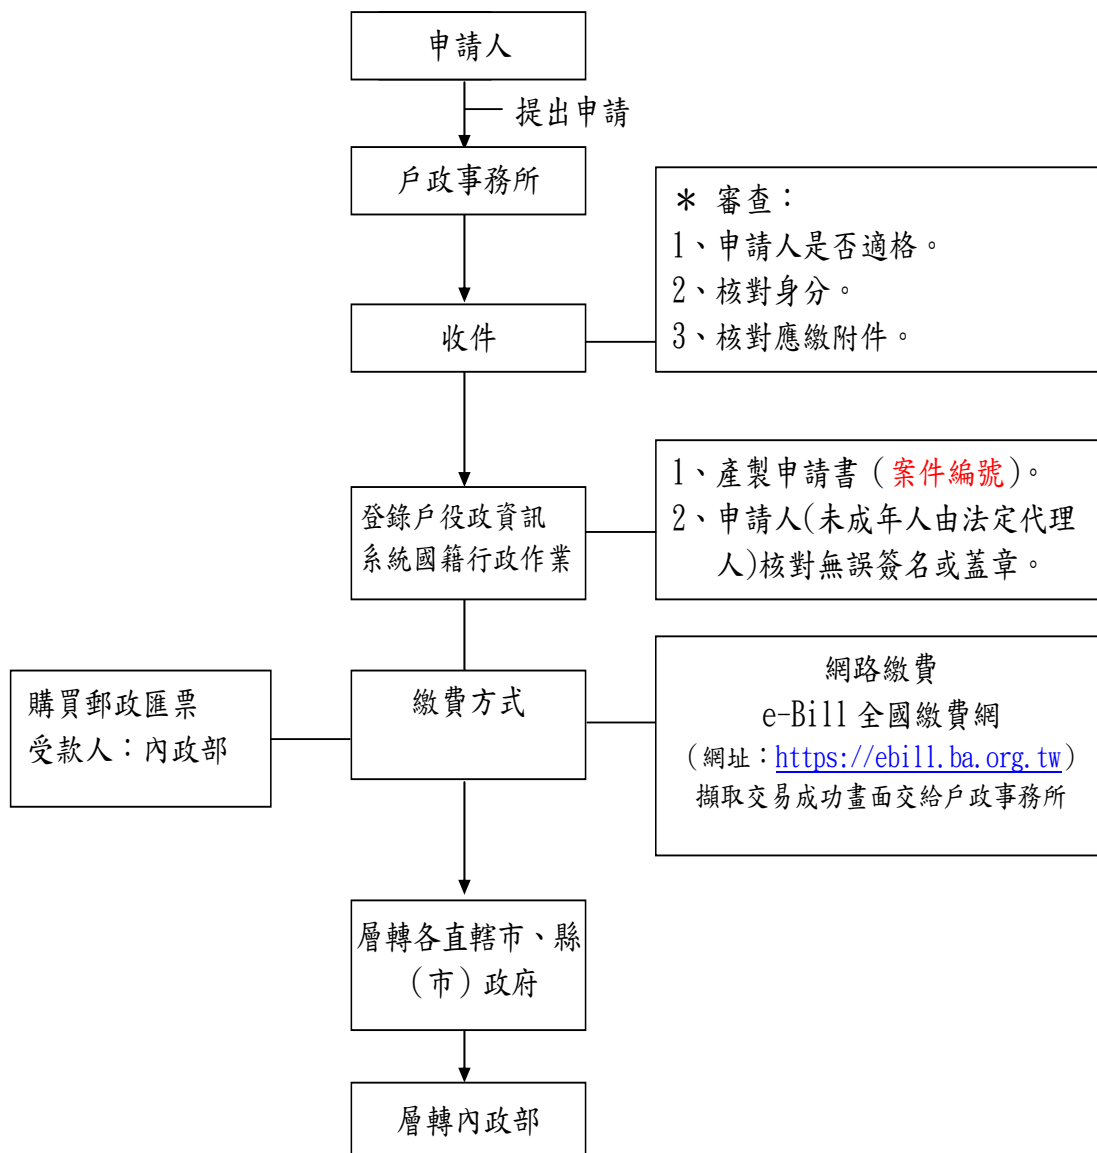 申請人
提出申請
戶政事務所
＊ 審查：
1、申請人是否適格。
2、核對身分。
3、核對應繳附件。
收件
1、產製申請書（案件編號）。
2、申請人(未成年人由法定代理
人)核對無誤簽名或蓋章。
登錄戶役政資訊
系統國籍行政作業
購買郵政匯票
受款人：內政部
繳費方式
網路繳費
e-Bill 全國繳費網
（網址：https://ebill.ba.org.tw）
擷取交易成功畫面交給戶政事務所
層轉各直轄市、縣
（市）政府
層轉內政部